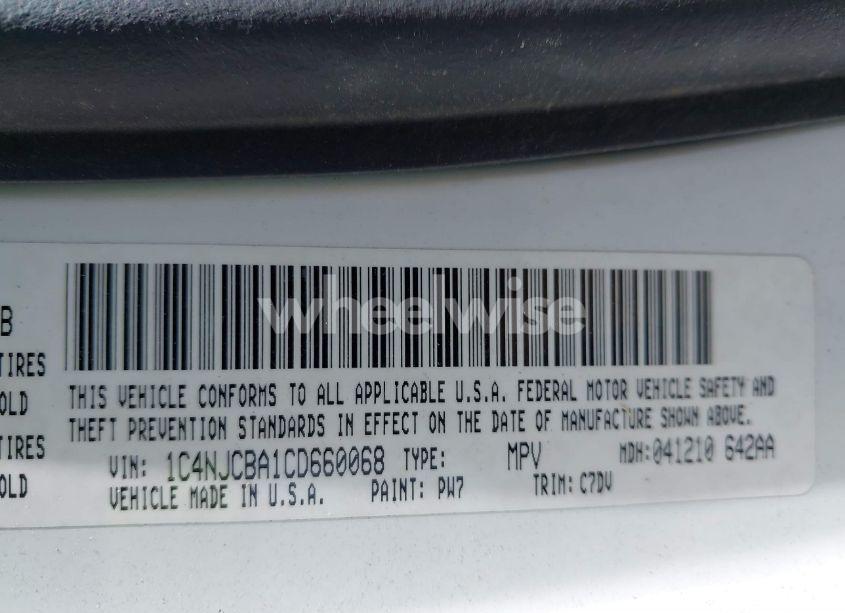 B
TIRES
OLD
TIRES
OLD
wheelwise
THIS VEHICLE CONFORMS TO ALL APPLICABLE U.S.A. FEDERAL MOTOR VEHICLE SAFETY AND
THEFT PREVENTION STANDARDS IN EFFECT ON THE DATE OF MANUFACTURE SHOWN ABOVE.
VIN: 1C4NJCBA1CD660068 TYPE: MPV MDH:041210 642AA
VEHICLE MADE IN U.S.A. PAINT: PW7 TRIM: C7DV